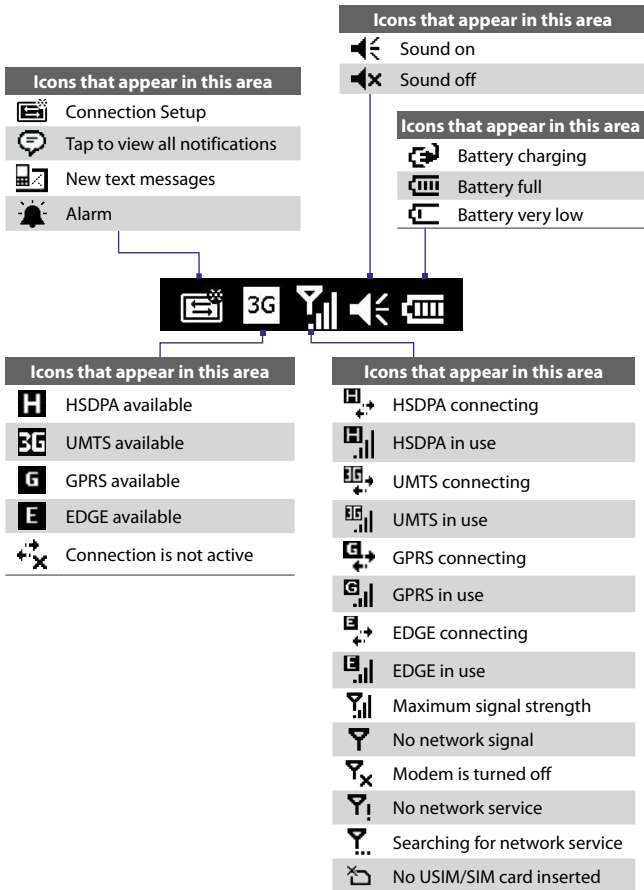 Icons that appear in this area
Sound on
Sound off
Icons that appear in this area
Connection Setup
Tap to view all notifications
New text messages
Alarm
Icons that appear in this area
Battery charging
Battery full
Battery very low
3G
Icons that appear in this area
H HSDPA available
3G UMTS available
G GPRS available
E EDGE available
Connection is not active
Icons that appear in this area
H HSDPA connecting
H HSDPA in use
3G UMTS connecting
3G UMTS in use
G GPRS connecting
G GPRS in use
E EDGE connecting
E EDGE in use
Maximum signal strength
No network signal
Modem is turned off
No network service
Searching for network service
No USIM/SIM card inserted